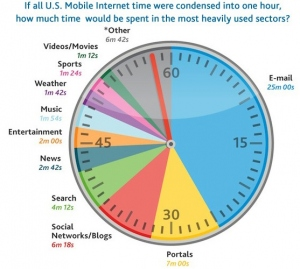 If all U.S. Mobile Internet time were condensed into one hour,
how much time would be spent in the most heavily used sectors?
*Other
6m 42s
Videos/Movies
1m 12s
Sports
1m 24s
Weather
1m 42s
Music
1m 54s
Entertainment
2m 00s
News
2m 42s
Search
4m 12s
Social
Networks/Blogs
6m 18s
Portals
7m 00s
E-mail
25m 00s
60
15
30
45